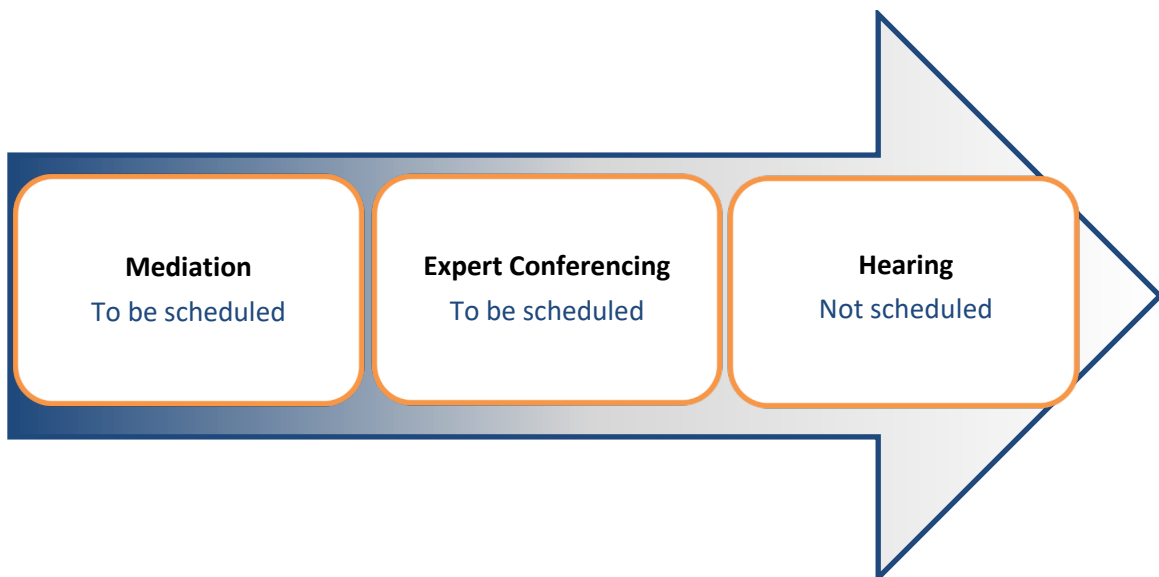 Mediation
To be scheduled
Expert Conferencing
To be scheduled
Hearing
Not scheduled